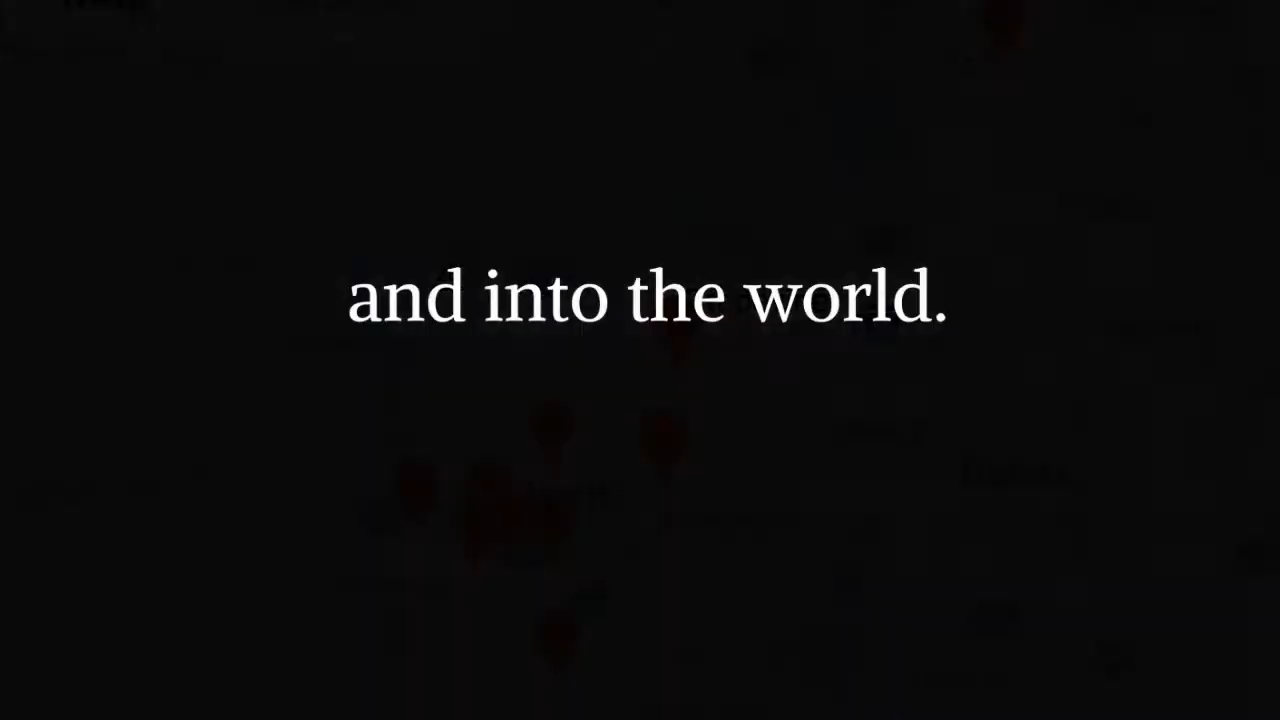 and into the world.